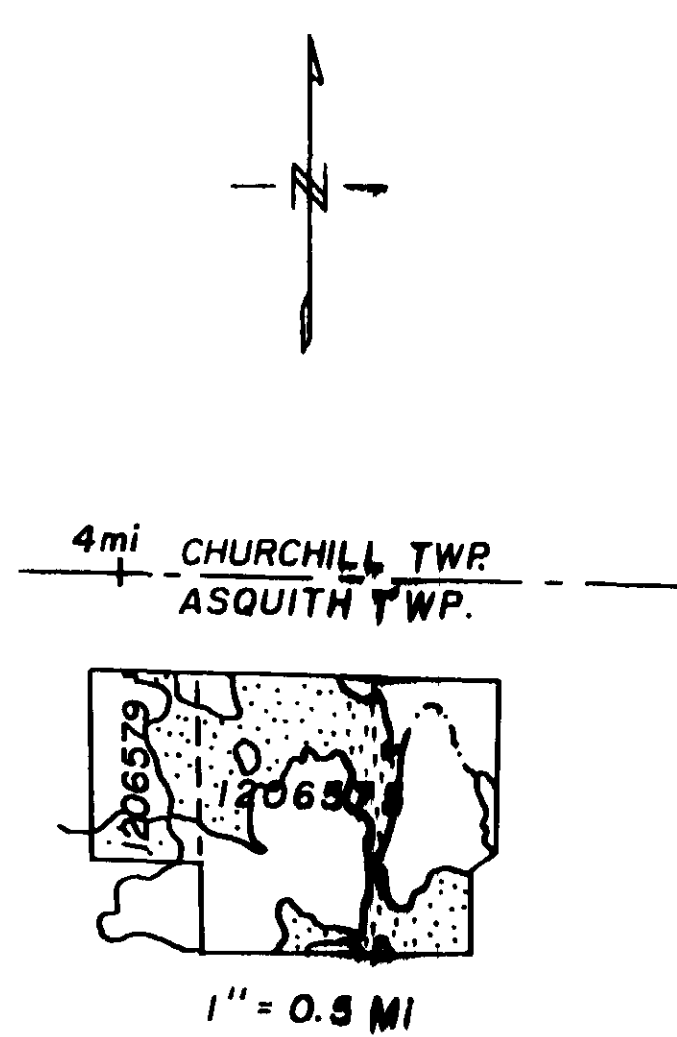 N
4mi
CHURCHILL TWP.
ASQUITH TWP.
1206579
1" = 0.5 MI